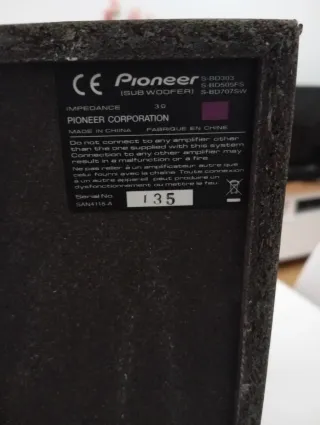 CE Pioneer S-BD303
[SUB WOOFER] S-BD505FS
S-BD707SW
IMPEDANCE 3 Ω
PIONEER CORPORATION
MADE IN CHINA FABRIQUÉ EN CHINE
Do not connect to any amplifier other
than the one supplied with this system
Connection to any other amplifier may
result in a malfunction or a fire.
Ne pas relier à un amplificateur autre que
celui fourni avec la chaîne. Toute connexion
à un autre appareil peut produire un
dysfonctionnement ou mettre le feu.
Serial No. 135
SAN4115-A